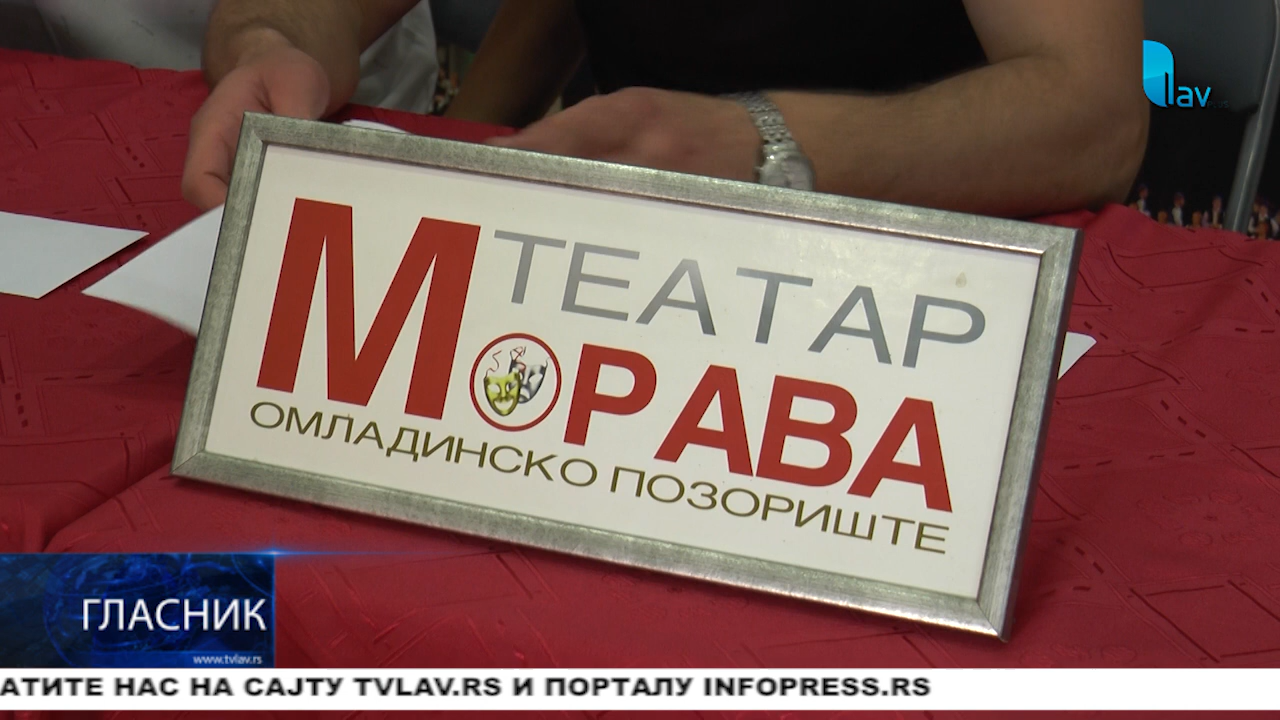 lav
ТЕАТАР
МОРАВА
ОМЛАДИНСКО ПОЗОРИШТЕ
ГЛАСНИК
www.tvlav.rs
АТИТЕ НАС НА САЈТУ TVLAV.RS И ПОРТАЛУ INFOPRESS.RS